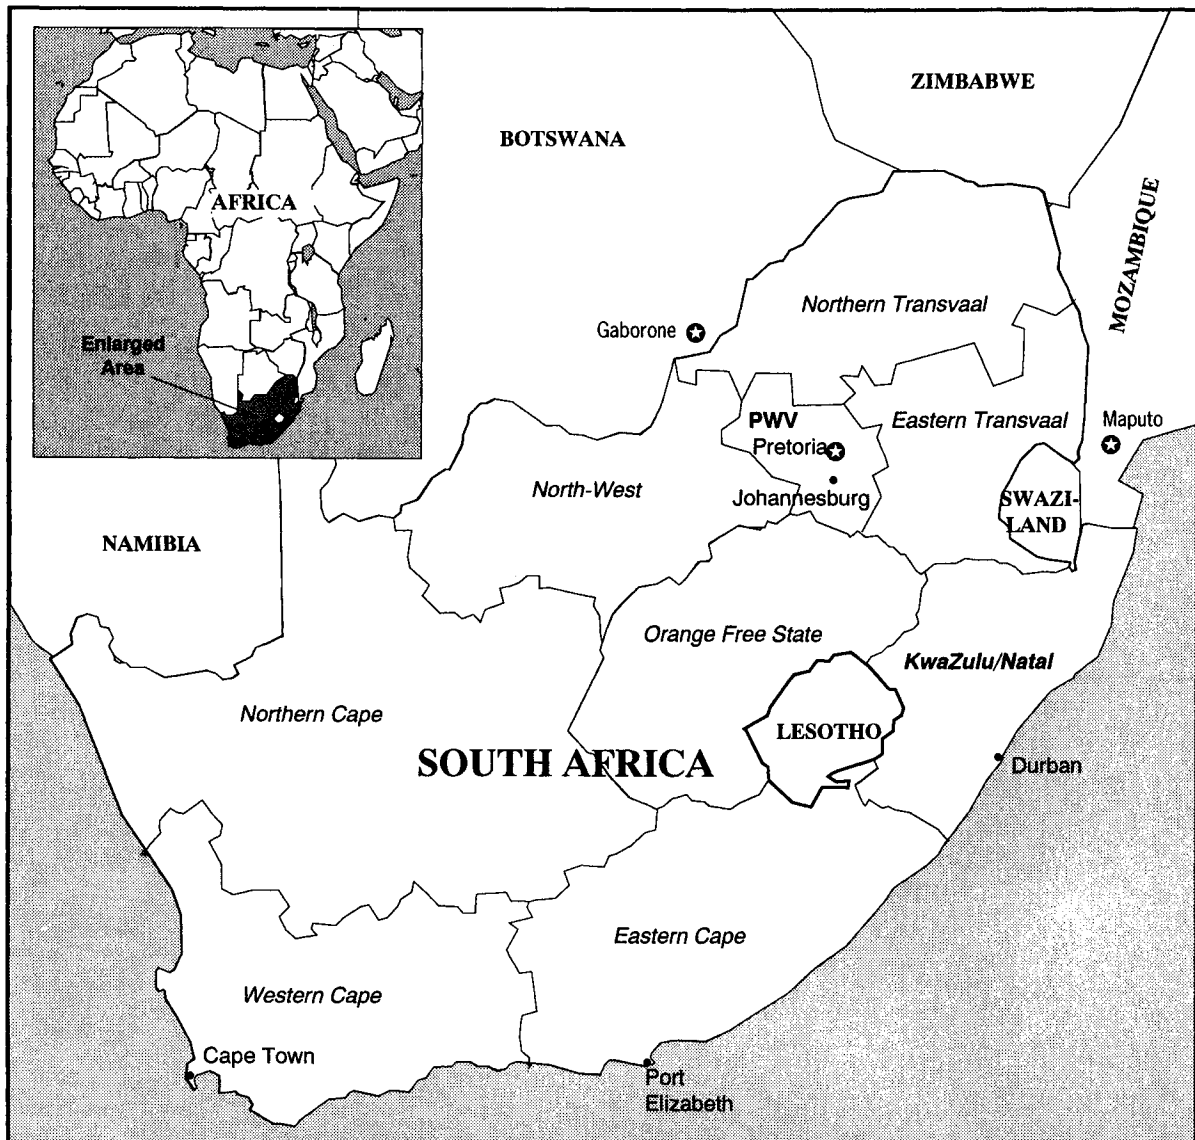 ZIMBABWE
BOTSWANA
AFRICA
MOZAMBIQUE
Northern Transvaal
Gaborone
Enlarged
Area
PWV
Eastern Transvaal
Maputo
Pretoria
North-West
Johannesburg
SWAZI-
LAND
NAMIBIA
Orange Free State
KwaZulu/Natal
Northern Cape
LESOTHO
SOUTH AFRICA
Durban
Eastern Cape
Western Cape
Cape Town
Port
Elizabeth